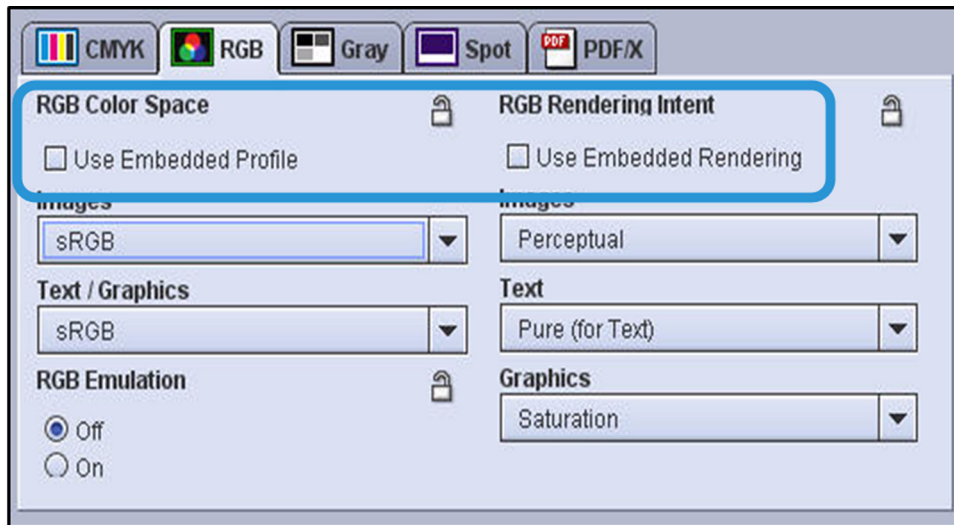 CMYK RGB Gray Spot PDF PDF/X
RGB Color Space RGB Rendering Intent
Use Embedded Profile Use Embedded Rendering
Images Images
sRGB Perceptual
Text / Graphics Text
sRGB Pure (for Text)
RGB Emulation Graphics
Off Saturation
On